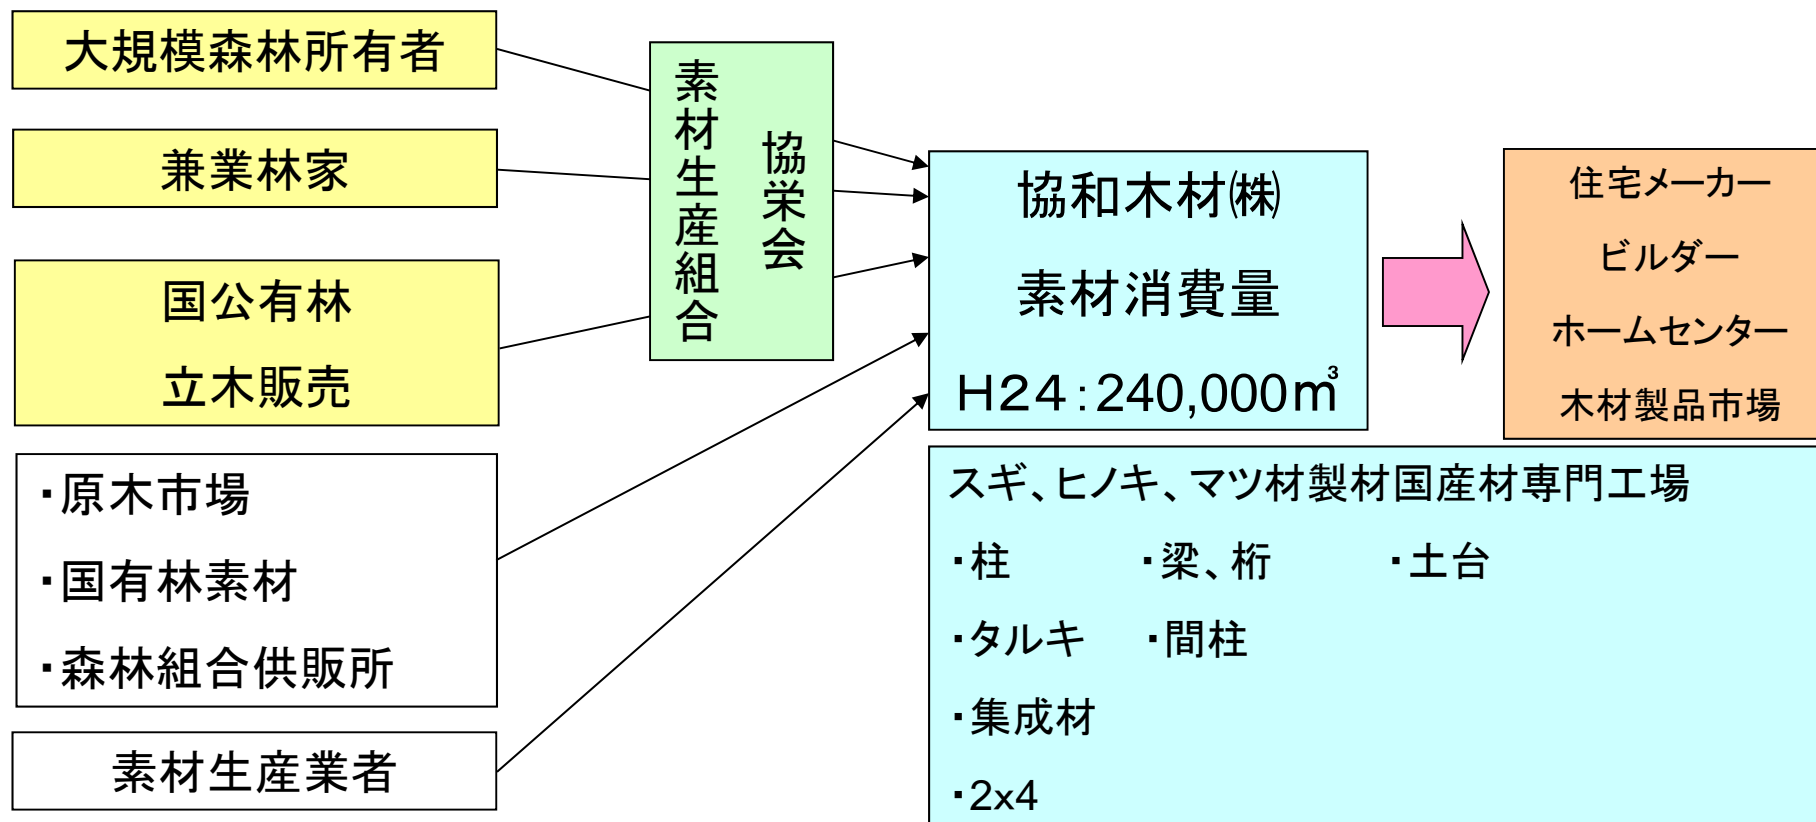 大規模森林所有者
兼業林家
国公有林
立木販売
・原木市場
・国有林素材
・森林組合供販所
素材生産業者
素材生産組合
協栄会
協和木材㈱
素材消費量
H24:240,000㎥
住宅メーカー
ビルダー
ホームセンター
木材製品市場
スギ、ヒノキ、マツ材製材国産材専門工場
・柱 ・梁、桁 ・土台
・タルキ ・間柱
・集成材
・2x4